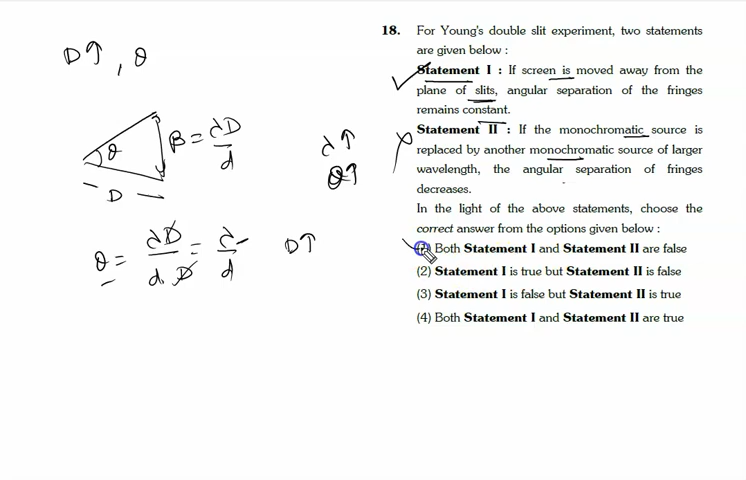 D↑, θ
θ
β = λD/d
D
λ↑
θ↑
θ = λD/d.D = λ/d
D↑
18. For Young's double slit experiment, two statements
are given below :
Statement I : If screen is moved away from the
plane of slits, angular separation of the fringes
remains constant.
Statement II : If the monochromatic source is
replaced by another monochromatic source of larger
wavelength, the angular separation of fringes
decreases.
In the light of the above statements, choose the
correct answer from the options given below :
Both Statement I and Statement II are false
(2) Statement I is true but Statement II is false
(3) Statement I is false but Statement II is true
(4) Both Statement I and Statement II are true